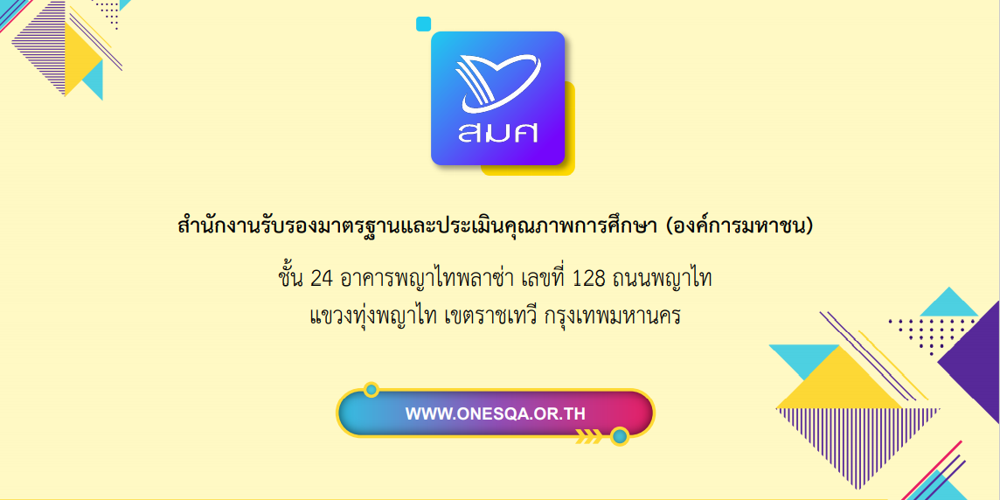 สมศ
สำนักงานรับรองมาตรฐานและประเมินคุณภาพการศึกษา (องค์การมหาชน)
ชั้น 24 อาคารพญาไทพลาซ่า เลขที่ 128 ถนนพญาไท
แขวงทุ่งพญาไท เขตราชเทวี กรุงเทพมหานคร
WWW.ONESQA.OR.TH